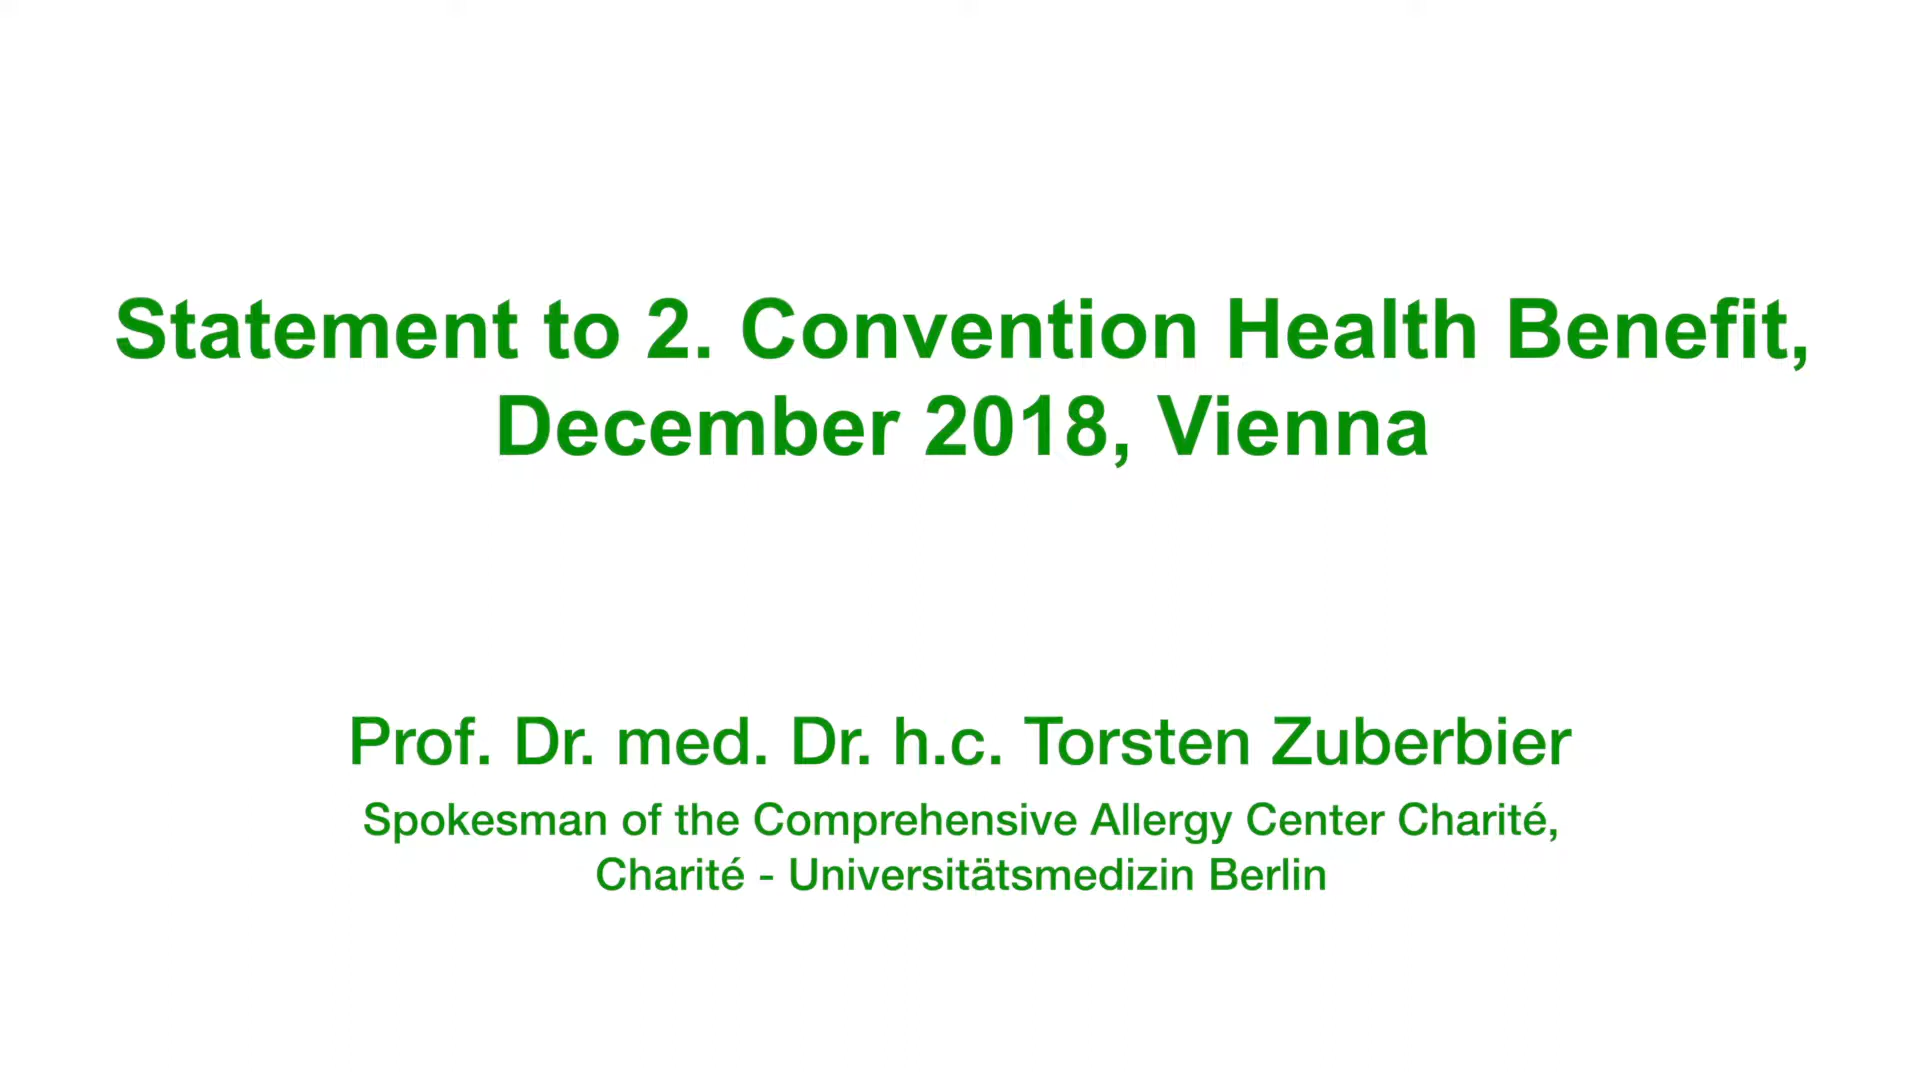 Statement to 2. Convention Health Benefit,
December 2018, Vienna
Prof. Dr. med. Dr. h.c. Torsten Zuberbier
Spokesman of the Comprehensive Allergy Center Charité,
Charité - Universitätsmedizin Berlin